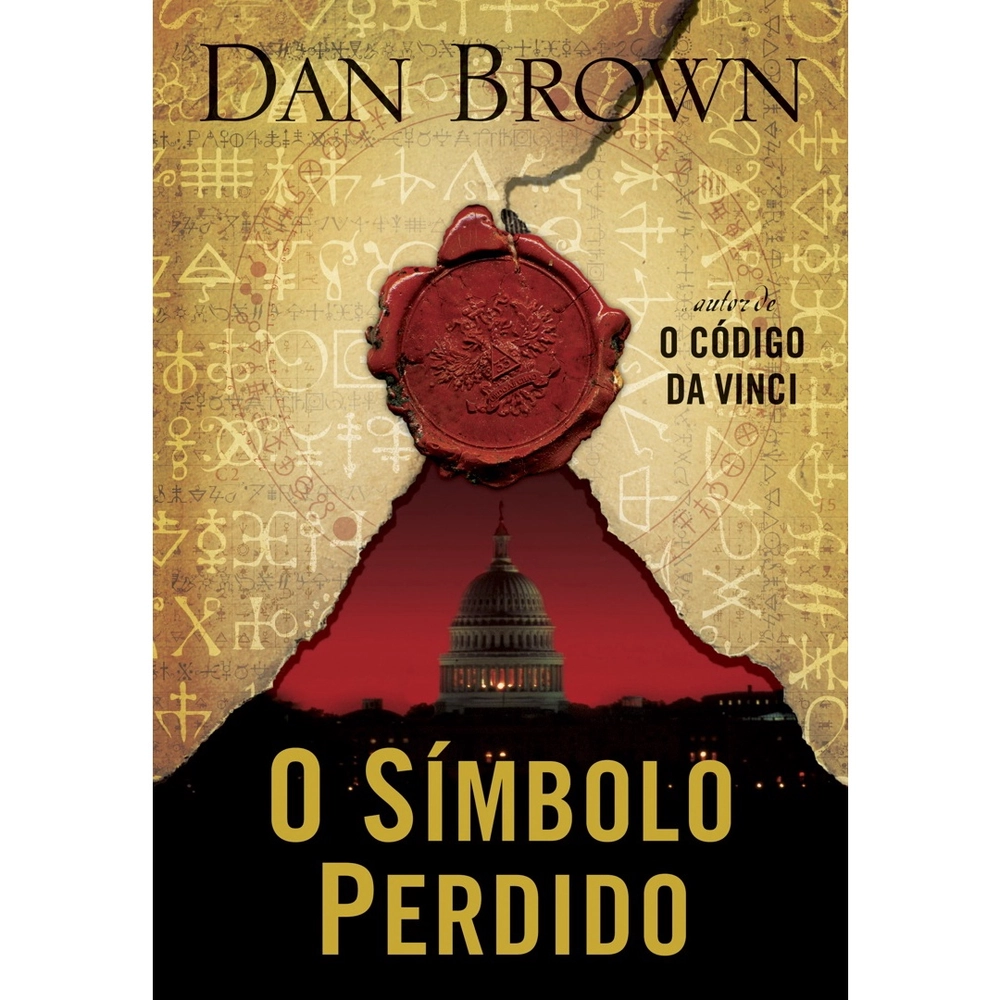 DAN BROWN
autor de
O CÓDIGO
DA VINCI
O SÍMBOLO
PERDIDO